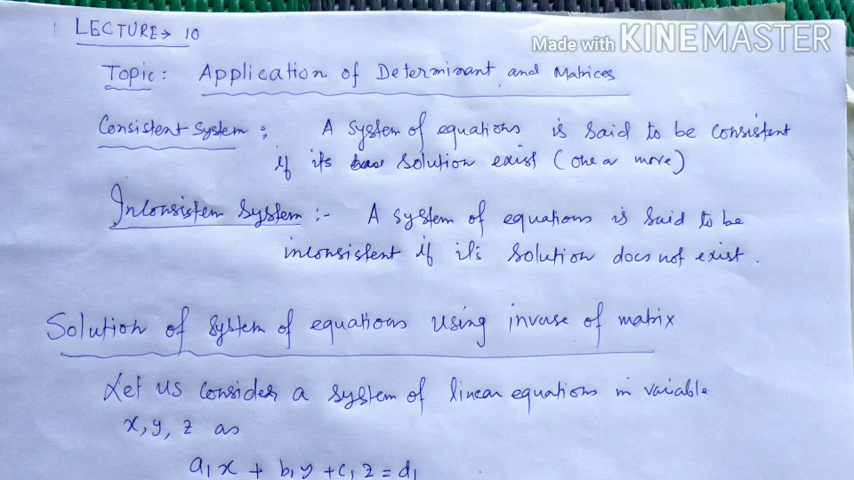 LECTURE → 10
Made with KINEMASTER
Topic: Application of Determinant and Matrices
Consistent System : A system of equations is said to be consistent
if its solution exist (one or more)
Inconsistem System :- A system of equations is said to be
inconsistent if it's solution does not exist.
Solution of system of equations using inverse of matrix
Let us consider a system of linear equations in variable
x, y, z as
a₁x + b₁y + c₁z = d₁